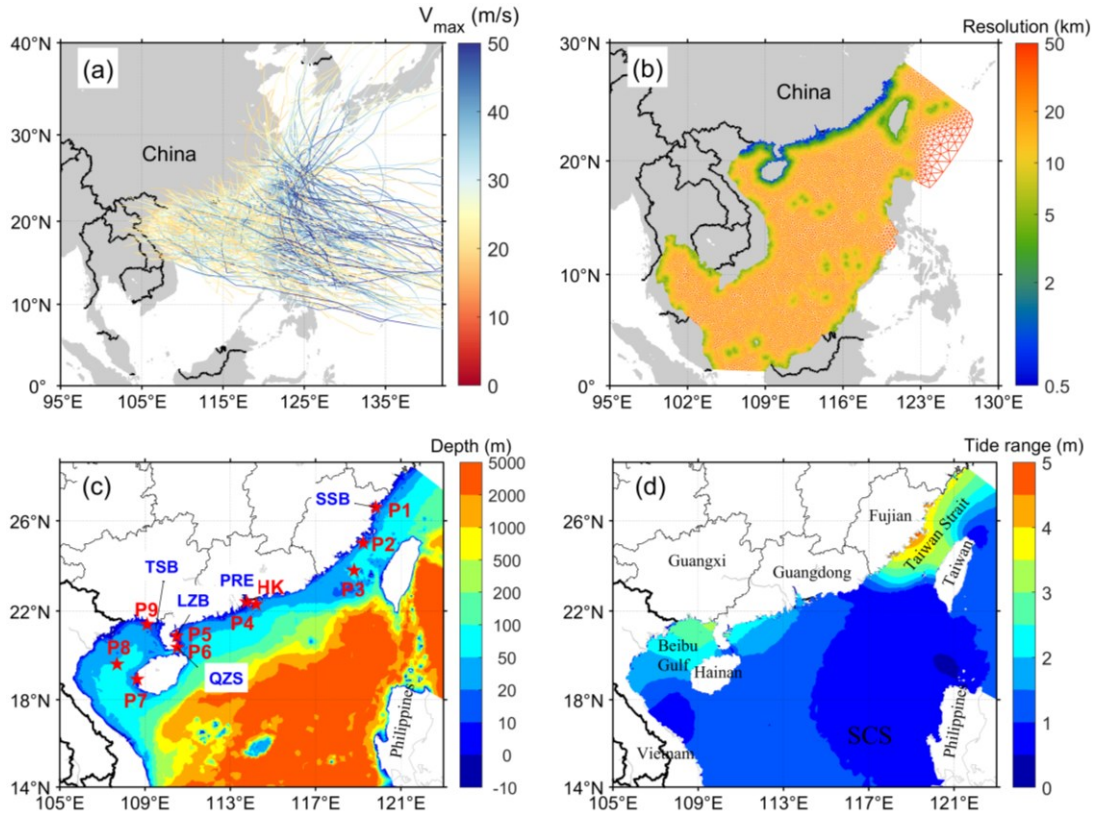 V_max (m/s)
(a)
China
40°N
30°N
20°N
10°N
0°
95°E
105°E
115°E
125°E
135°E
50
40
30
20
10
0
Resolution (km)
(b)
China
30°N
20°N
10°N
0°
95°E
102°E
109°E
116°E
123°E
130°E
50
20
10
5
2
1
0.5
Depth (m)
(c)
SSB
P1
P2
P3
TSB
PRE
HK
LZB
P4
P9
P5
P8
P6
P7
QZS
Philippines
26°N
22°N
18°N
14°N
105°E
109°E
113°E
117°E
121°E
5000
2000
1000
500
200
100
50
20
10
0
-10
Tide range (m)
(d)
Fujian
Taiwan Strait
Guangxi
Guangdong
Taiwan
Beibu
Gulf
Hainan
SCS
Vietnam
Philippines
26°N
22°N
18°N
14°N
105°E
109°E
113°E
117°E
121°E
5
4
3
2
1
0